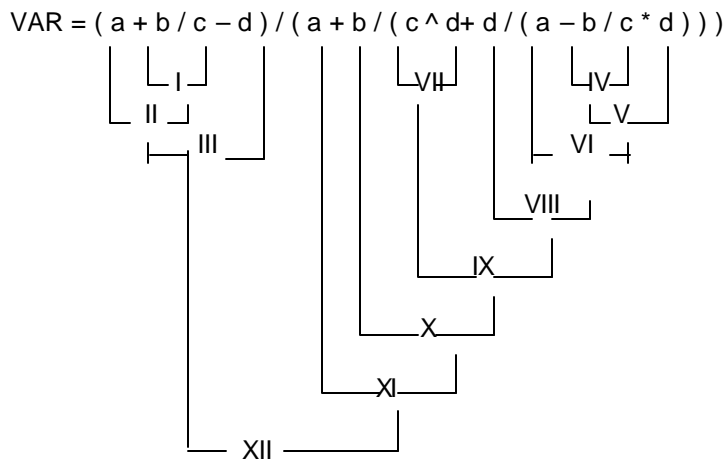 VAR = ( a + b / c – d ) / ( a + b / ( c ^ d+ d / ( a – b / c * d ) ) )
I VII IV
II V
III VI
VIII
IX
X
XI
XII